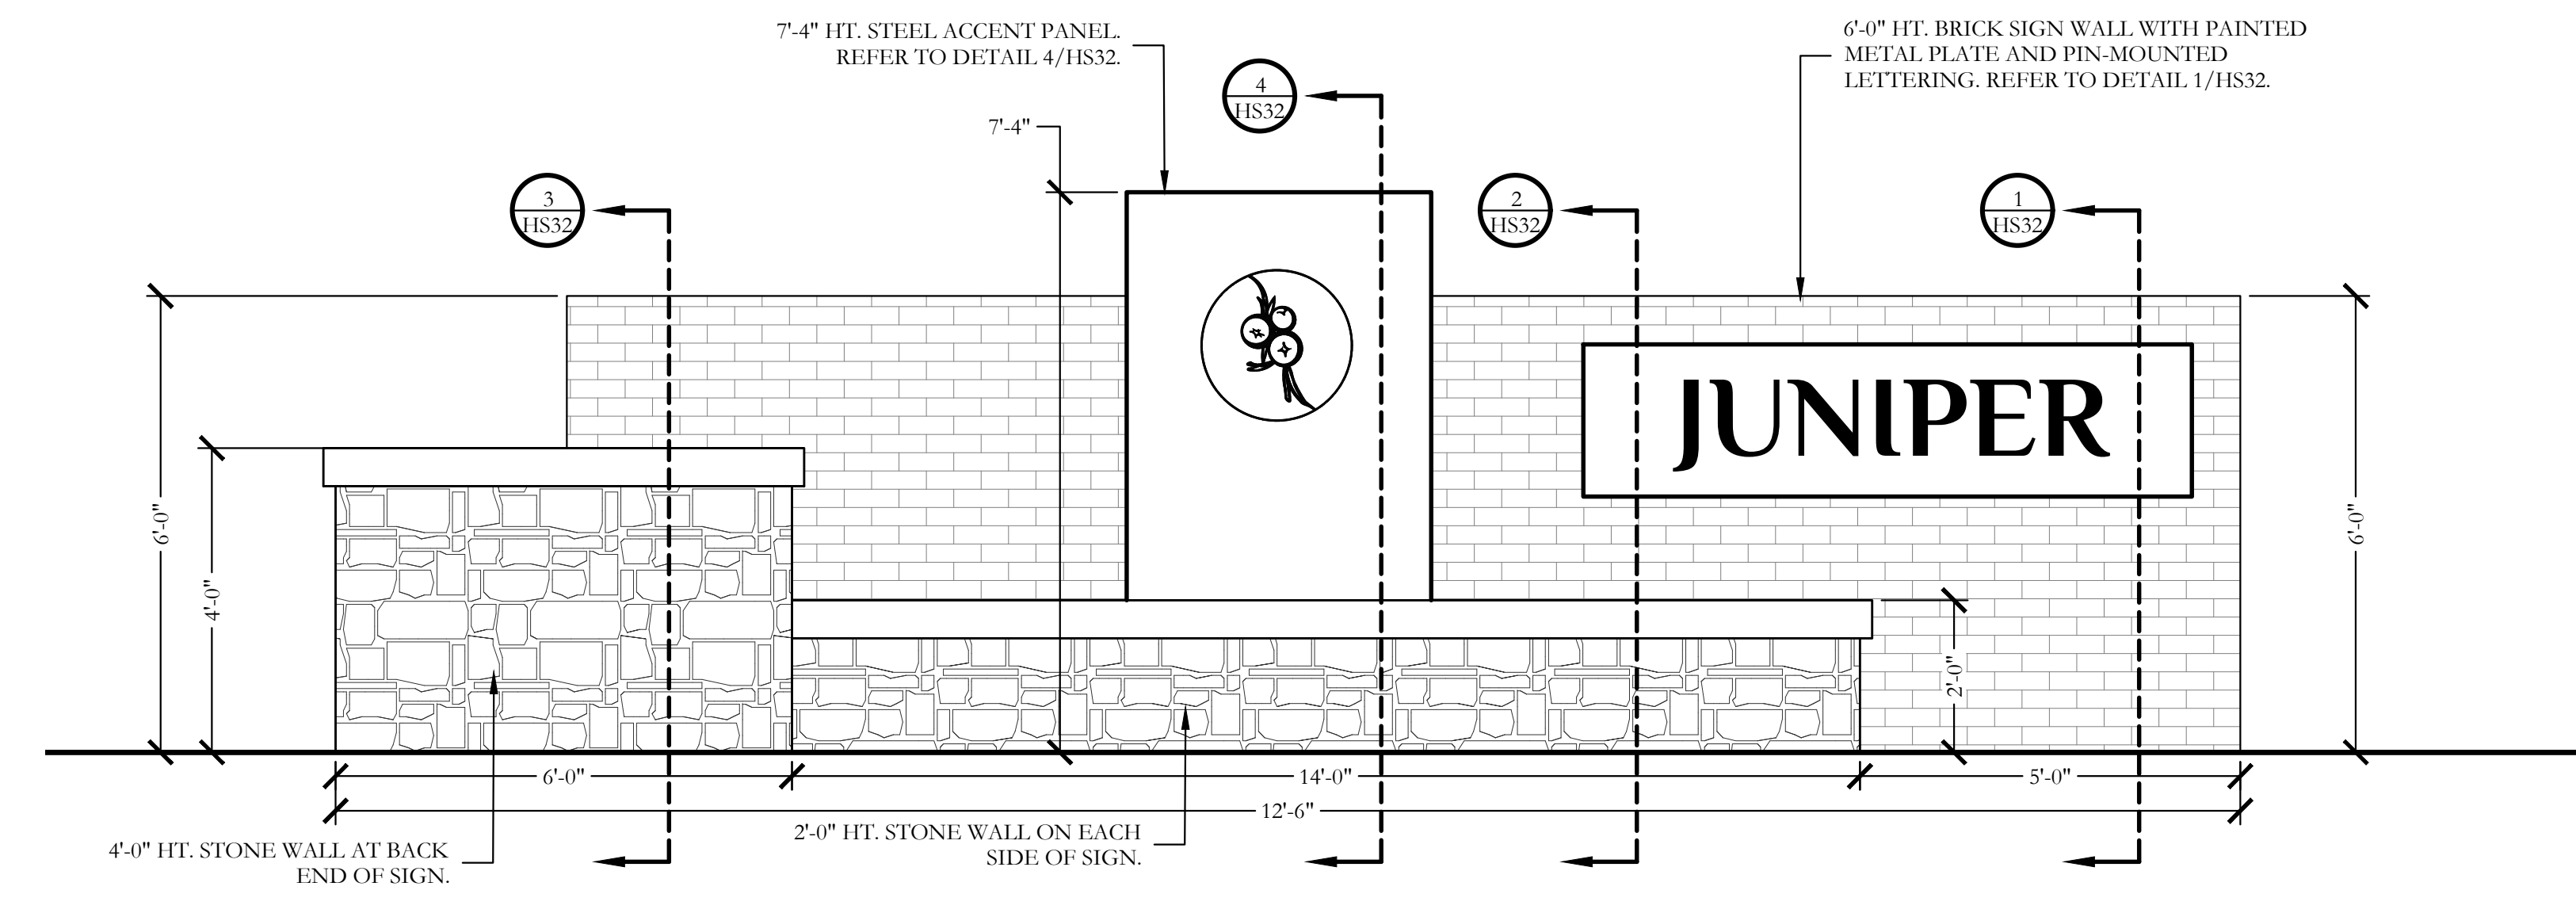 7'-4" HT. STEEL ACCENT PANEL.
REFER TO DETAIL 4/HS32.
6'-0" HT. BRICK SIGN WALL WITH PAINTED
METAL PLATE AND PIN-MOUNTED
LETTERING. REFER TO DETAIL 1/HS32.
4
HS32
7'-4"
3
HS32
2
HS32
1
HS32
JUNIPER
6'-0"
4'-0"
6'-0"
2'-0"
6'-0"
14'-0"
5'-0"
12'-6"
4'-0" HT. STONE WALL AT BACK
END OF SIGN.
2'-0" HT. STONE WALL ON EACH
SIDE OF SIGN.